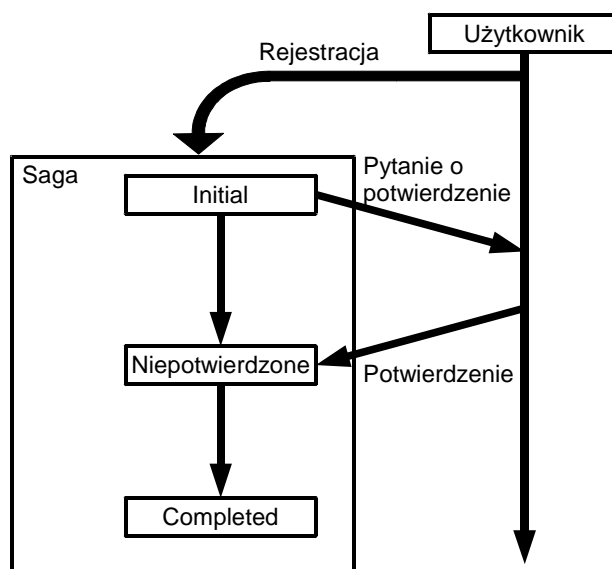 Użytkownik
Rejestracja
Saga
Initial
Pytanie o
potwierdzenie
Niepotwierdzone
Potwierdzenie
Completed